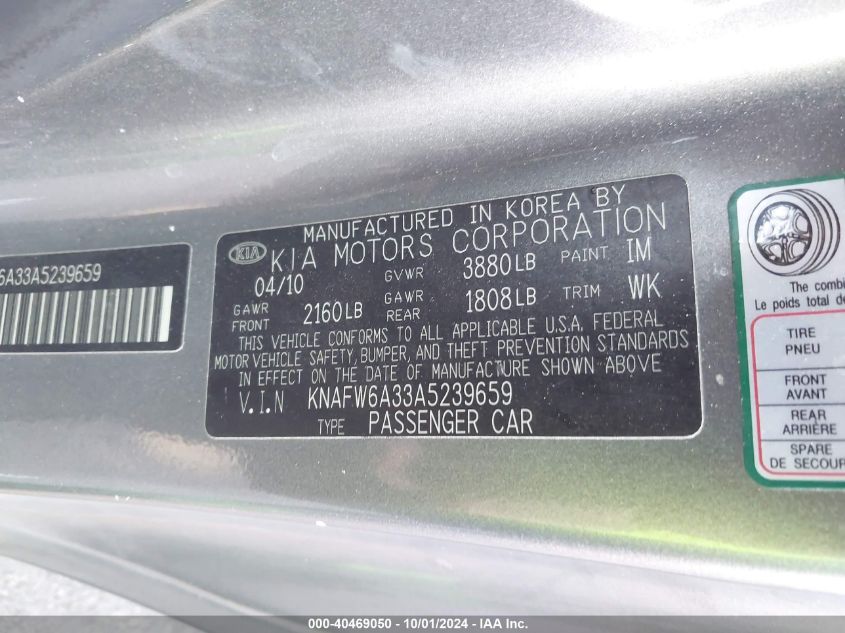 6A33A5239659
MANUFACTURED IN KOREA BY
KIA KIA MOTORS CORPORATION
04/10 GVWR 3880LB PAINT IM
GAWR FRONT 2160LB GAWR REAR 1808LB TRIM WK
THIS VEHICLE CONFORMS TO ALL APPLICABLE U.S.A. FEDERAL
MOTOR VEHICLE SAFETY, BUMPER, AND THEFT PREVENTION STANDARDS
IN EFFECT ON THE DATE OF MANUFACTURE SHOWN ABOVE
V.I.N KNAFW6A33A5239659
TYPE PASSENGER CAR
The combi
Le poids total de
TIRE
PNEU
FRONT
AVANT
REAR
ARRIÈRE
SPARE
DE SECOUR
000-40469050 - 10/01/2024 - IAA Inc.